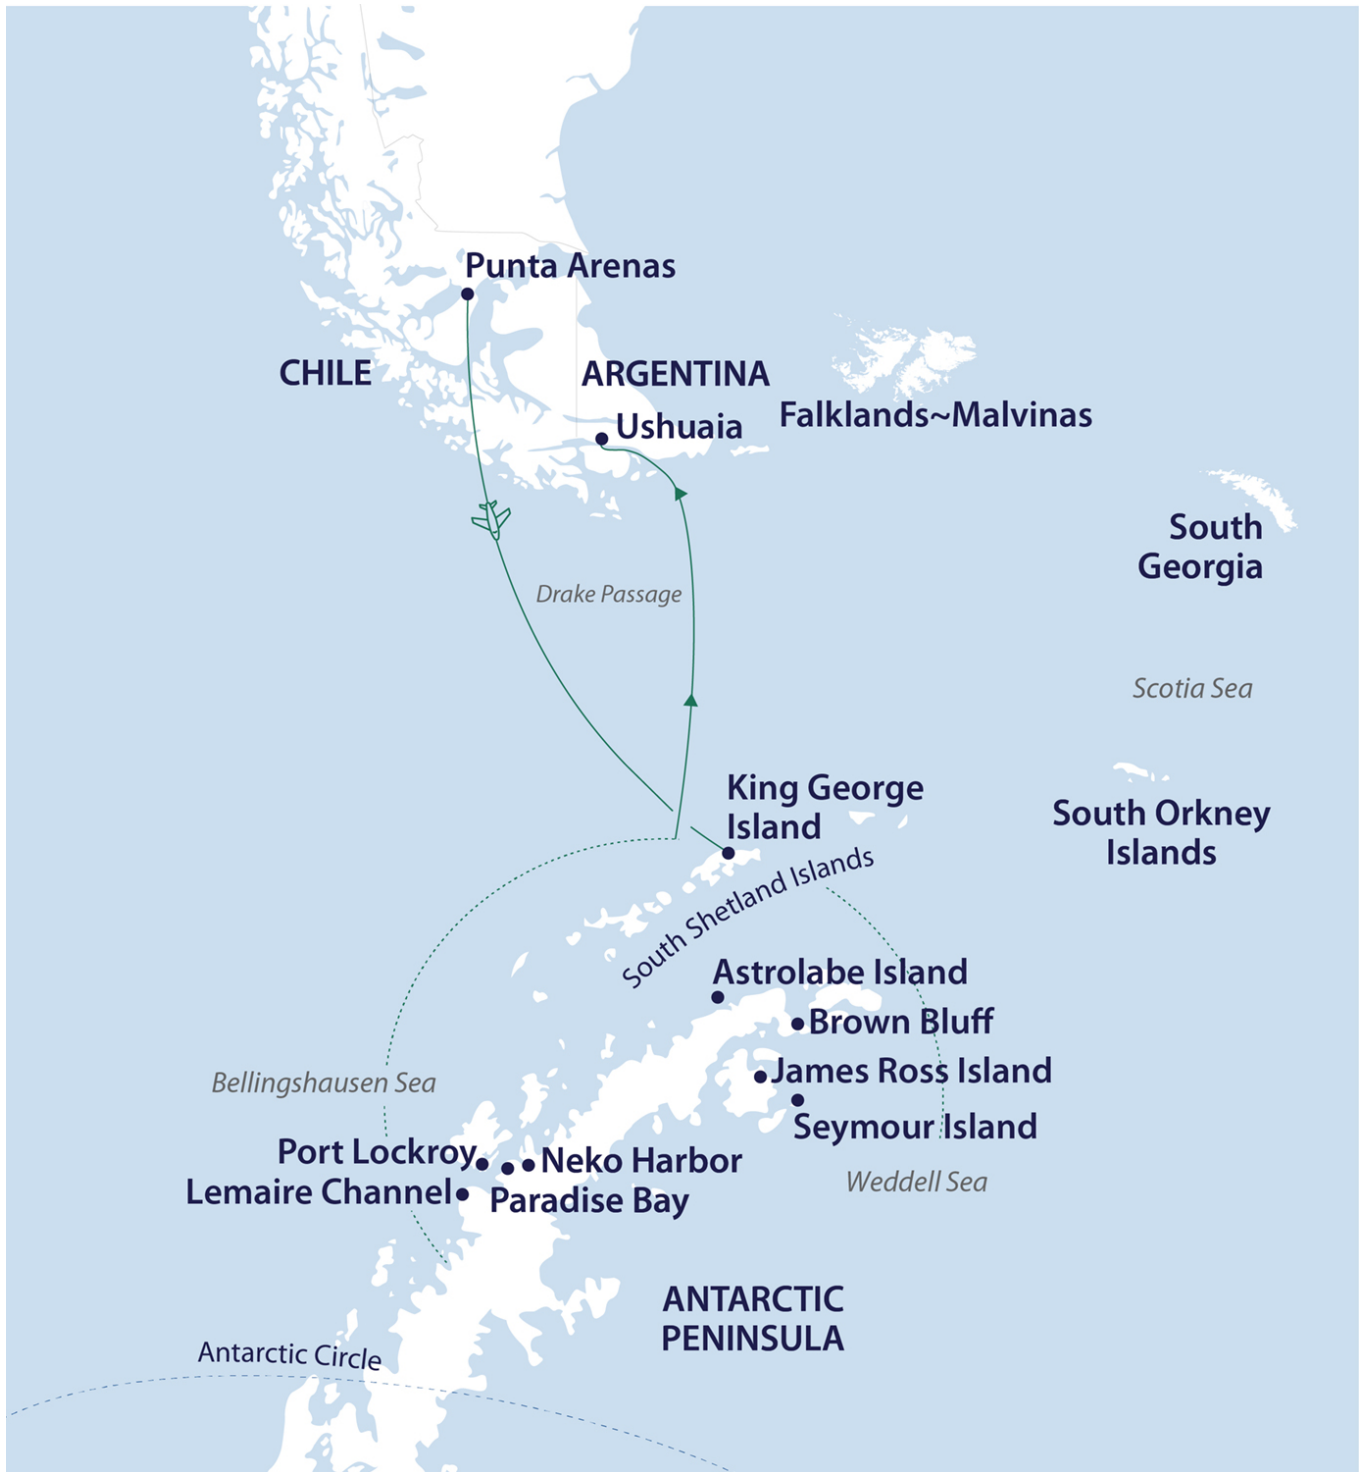 Punta Arenas
CHILE
ARGENTINA
Falklands~Malvinas
Ushuaia
South
Georgia
Drake Passage
Scotia Sea
King George
Island
South Orkney
Islands
South Shetland Islands
Astrolabe Island
Brown Bluff
James Ross Island
Bellingshausen Sea
Seymour Island
Port Lockroy
Neko Harbor
Weddell Sea
Lemaire Channel
Paradise Bay
ANTARCTIC
PENINSULA
Antarctic Circle